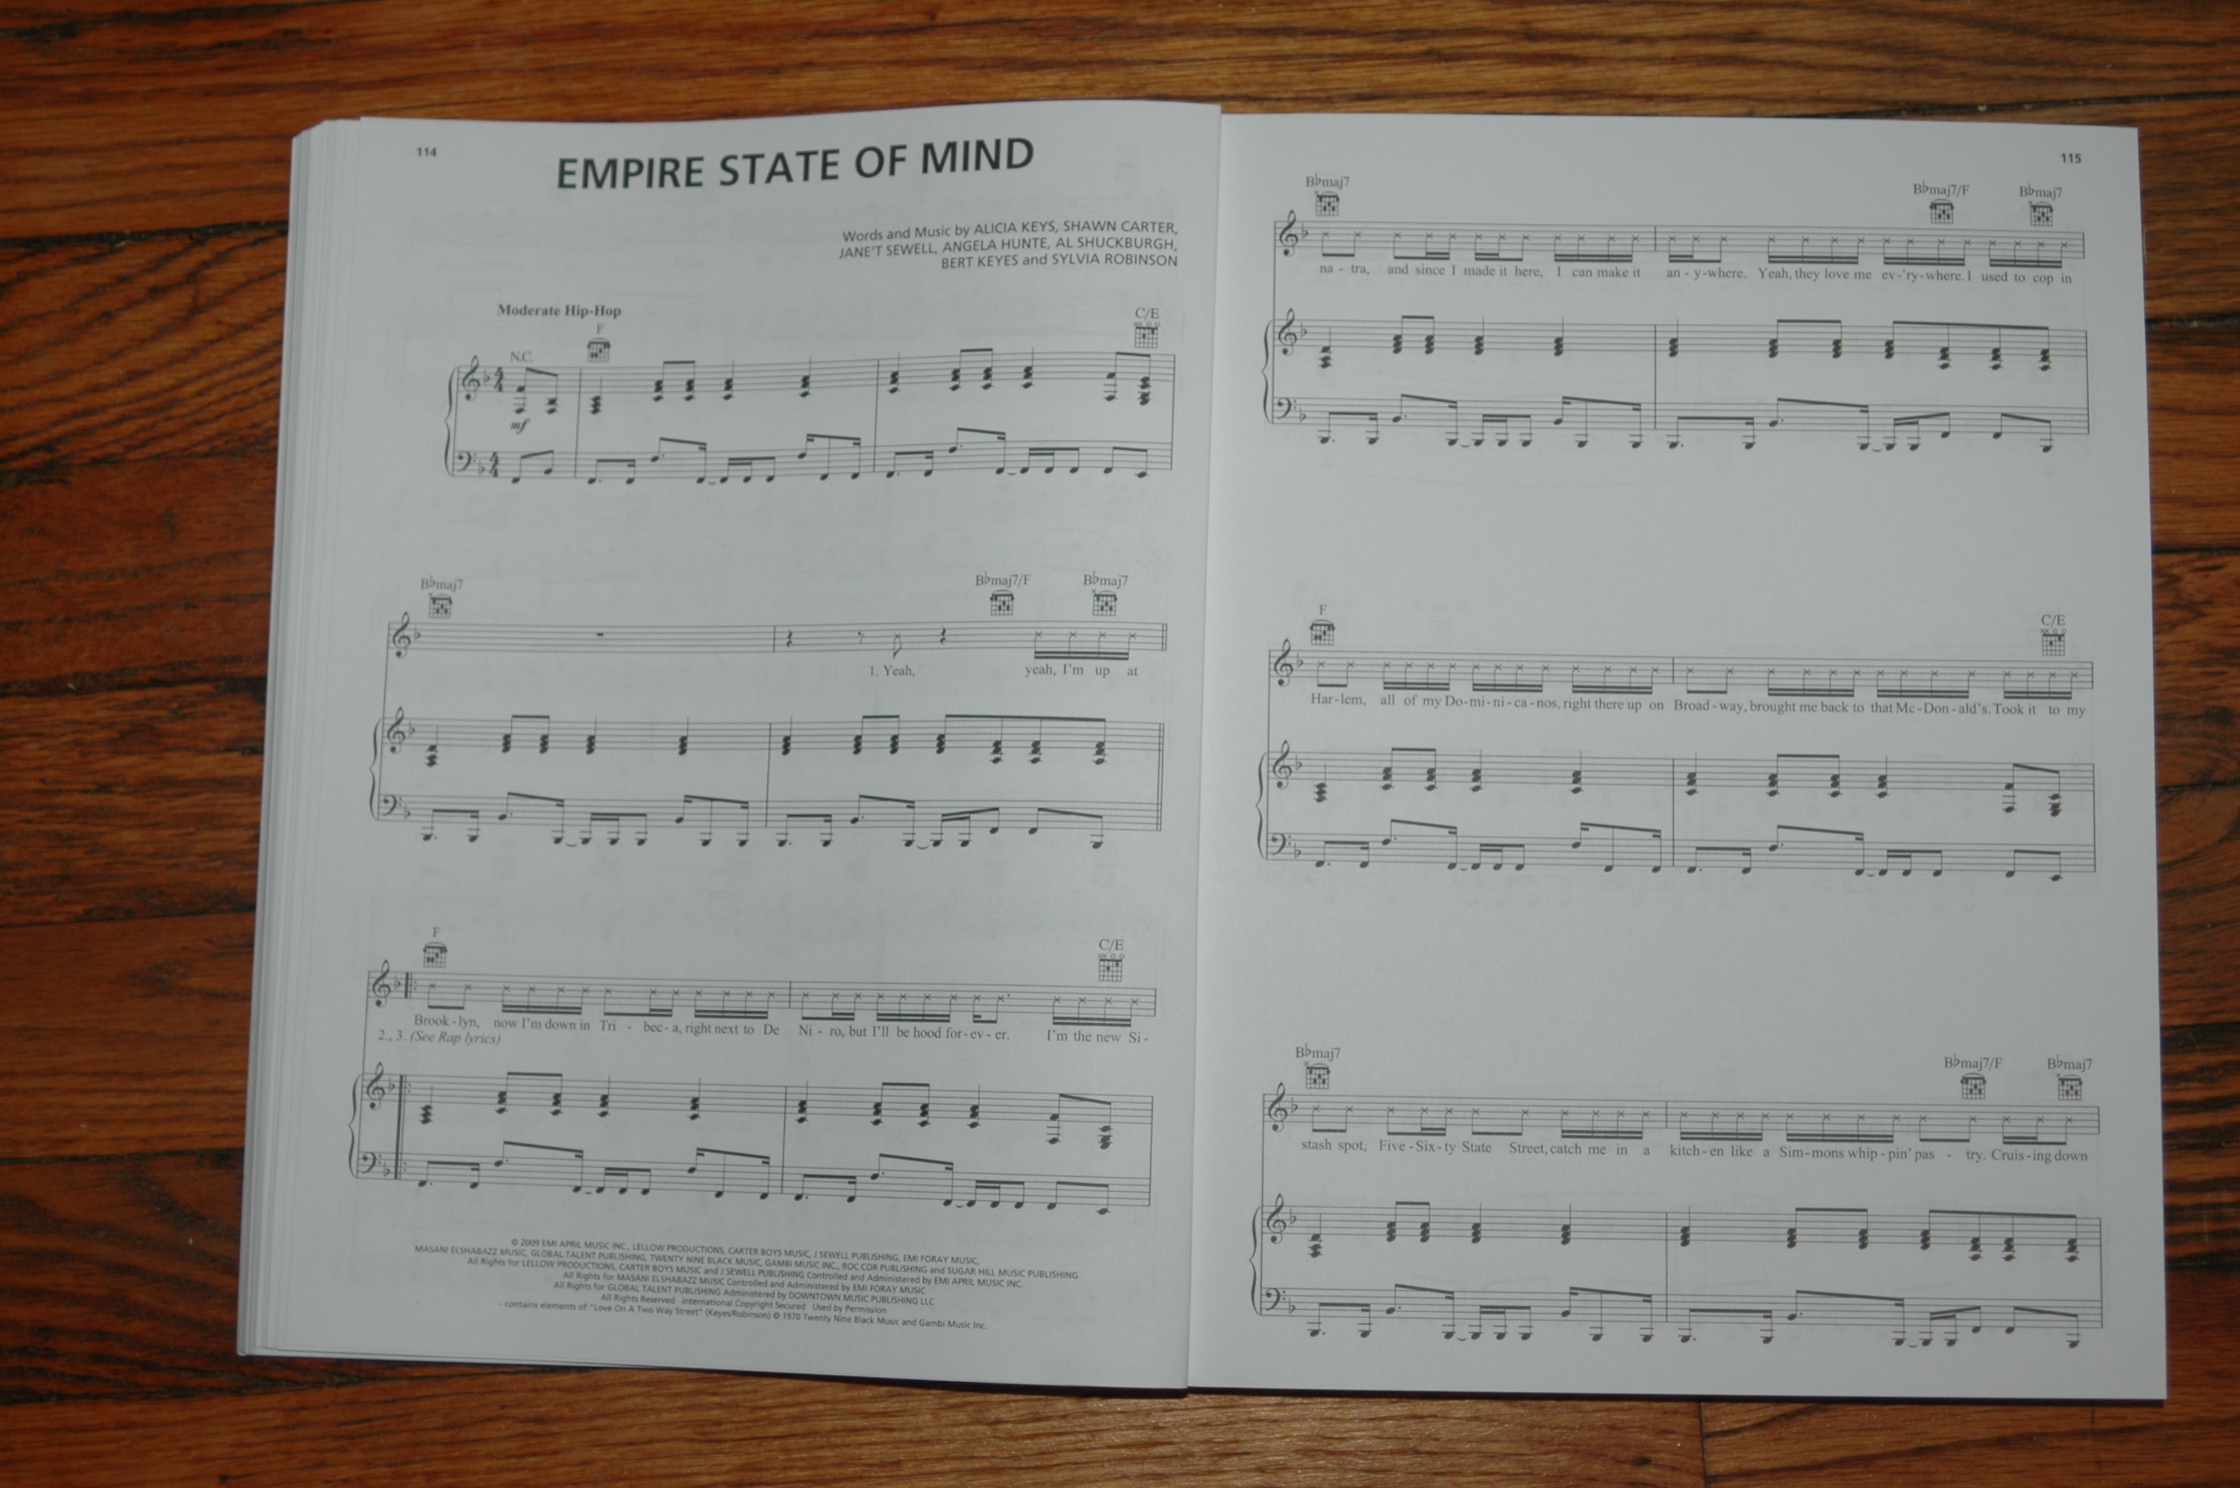 114
EMPIRE STATE OF MIND
Words and Music by ALICIA KEYS, SHAWN CARTER,
JANE'T SEWELL, ANGELA HUNTE, AL SHUCKBURGH,
BERT KEYES and SYLVIA ROBINSON
Moderate Hip-Hop
N.C. F C/E
mf
B♭maj7 B♭maj7/F B♭maj7
1. Yeah, yeah, I'm up at
F C/E
Brook - lyn, now I'm down in Tri - bec - a, right next to De Ni - ro, but I'll be hood for - ev - er. I'm the new Si -
2., 3. (See Rap lyrics)
© 2009 EMI APRIL MUSIC INC., LELLOW PRODUCTIONS, CARTER BOYS MUSIC, J SEWELL PUBLISHING, EMI FORAY MUSIC,
MASANI ELSHABAZZ MUSIC, GLOBAL TALENT PUBLISHING, TWENTY NINE BLACK MUSIC, GAMBI MUSIC INC., ROC COR PUBLISHING and SUGAR HILL MUSIC PUBLISHING
All Rights for LELLOW PRODUCTIONS, CARTER BOYS MUSIC and J SEWELL PUBLISHING Controlled and Administered by EMI APRIL MUSIC INC.
All Rights for MASANI ELSHABAZZ MUSIC Controlled and Administered by EMI FORAY MUSIC
All Rights for GLOBAL TALENT PUBLISHING Administered by DOWNTOWN MUSIC PUBLISHING LLC
All Rights Reserved International Copyright Secured Used by Permission
- contains elements of "Love On A Two Way Street" (Keyes/Robinson) © 1970 Twenty Nine Black Music and Gambi Music Inc.
115
B♭maj7 B♭maj7/F B♭maj7
na - tra, and since I made it here, I can make it an - y - where. Yeah, they love me ev - 'ry - where. I used to cop in
F C/E
Har - lem, all of my Do - mi - ni - ca - nos, right there up on Broad - way, brought me back to that Mc - Don - ald's. Took it to my
B♭maj7 B♭maj7/F B♭maj7
stash spot, Five - Six - ty State Street, catch me in a kitch - en like a Sim - mons whip - pin' pas - try. Cruis - ing down